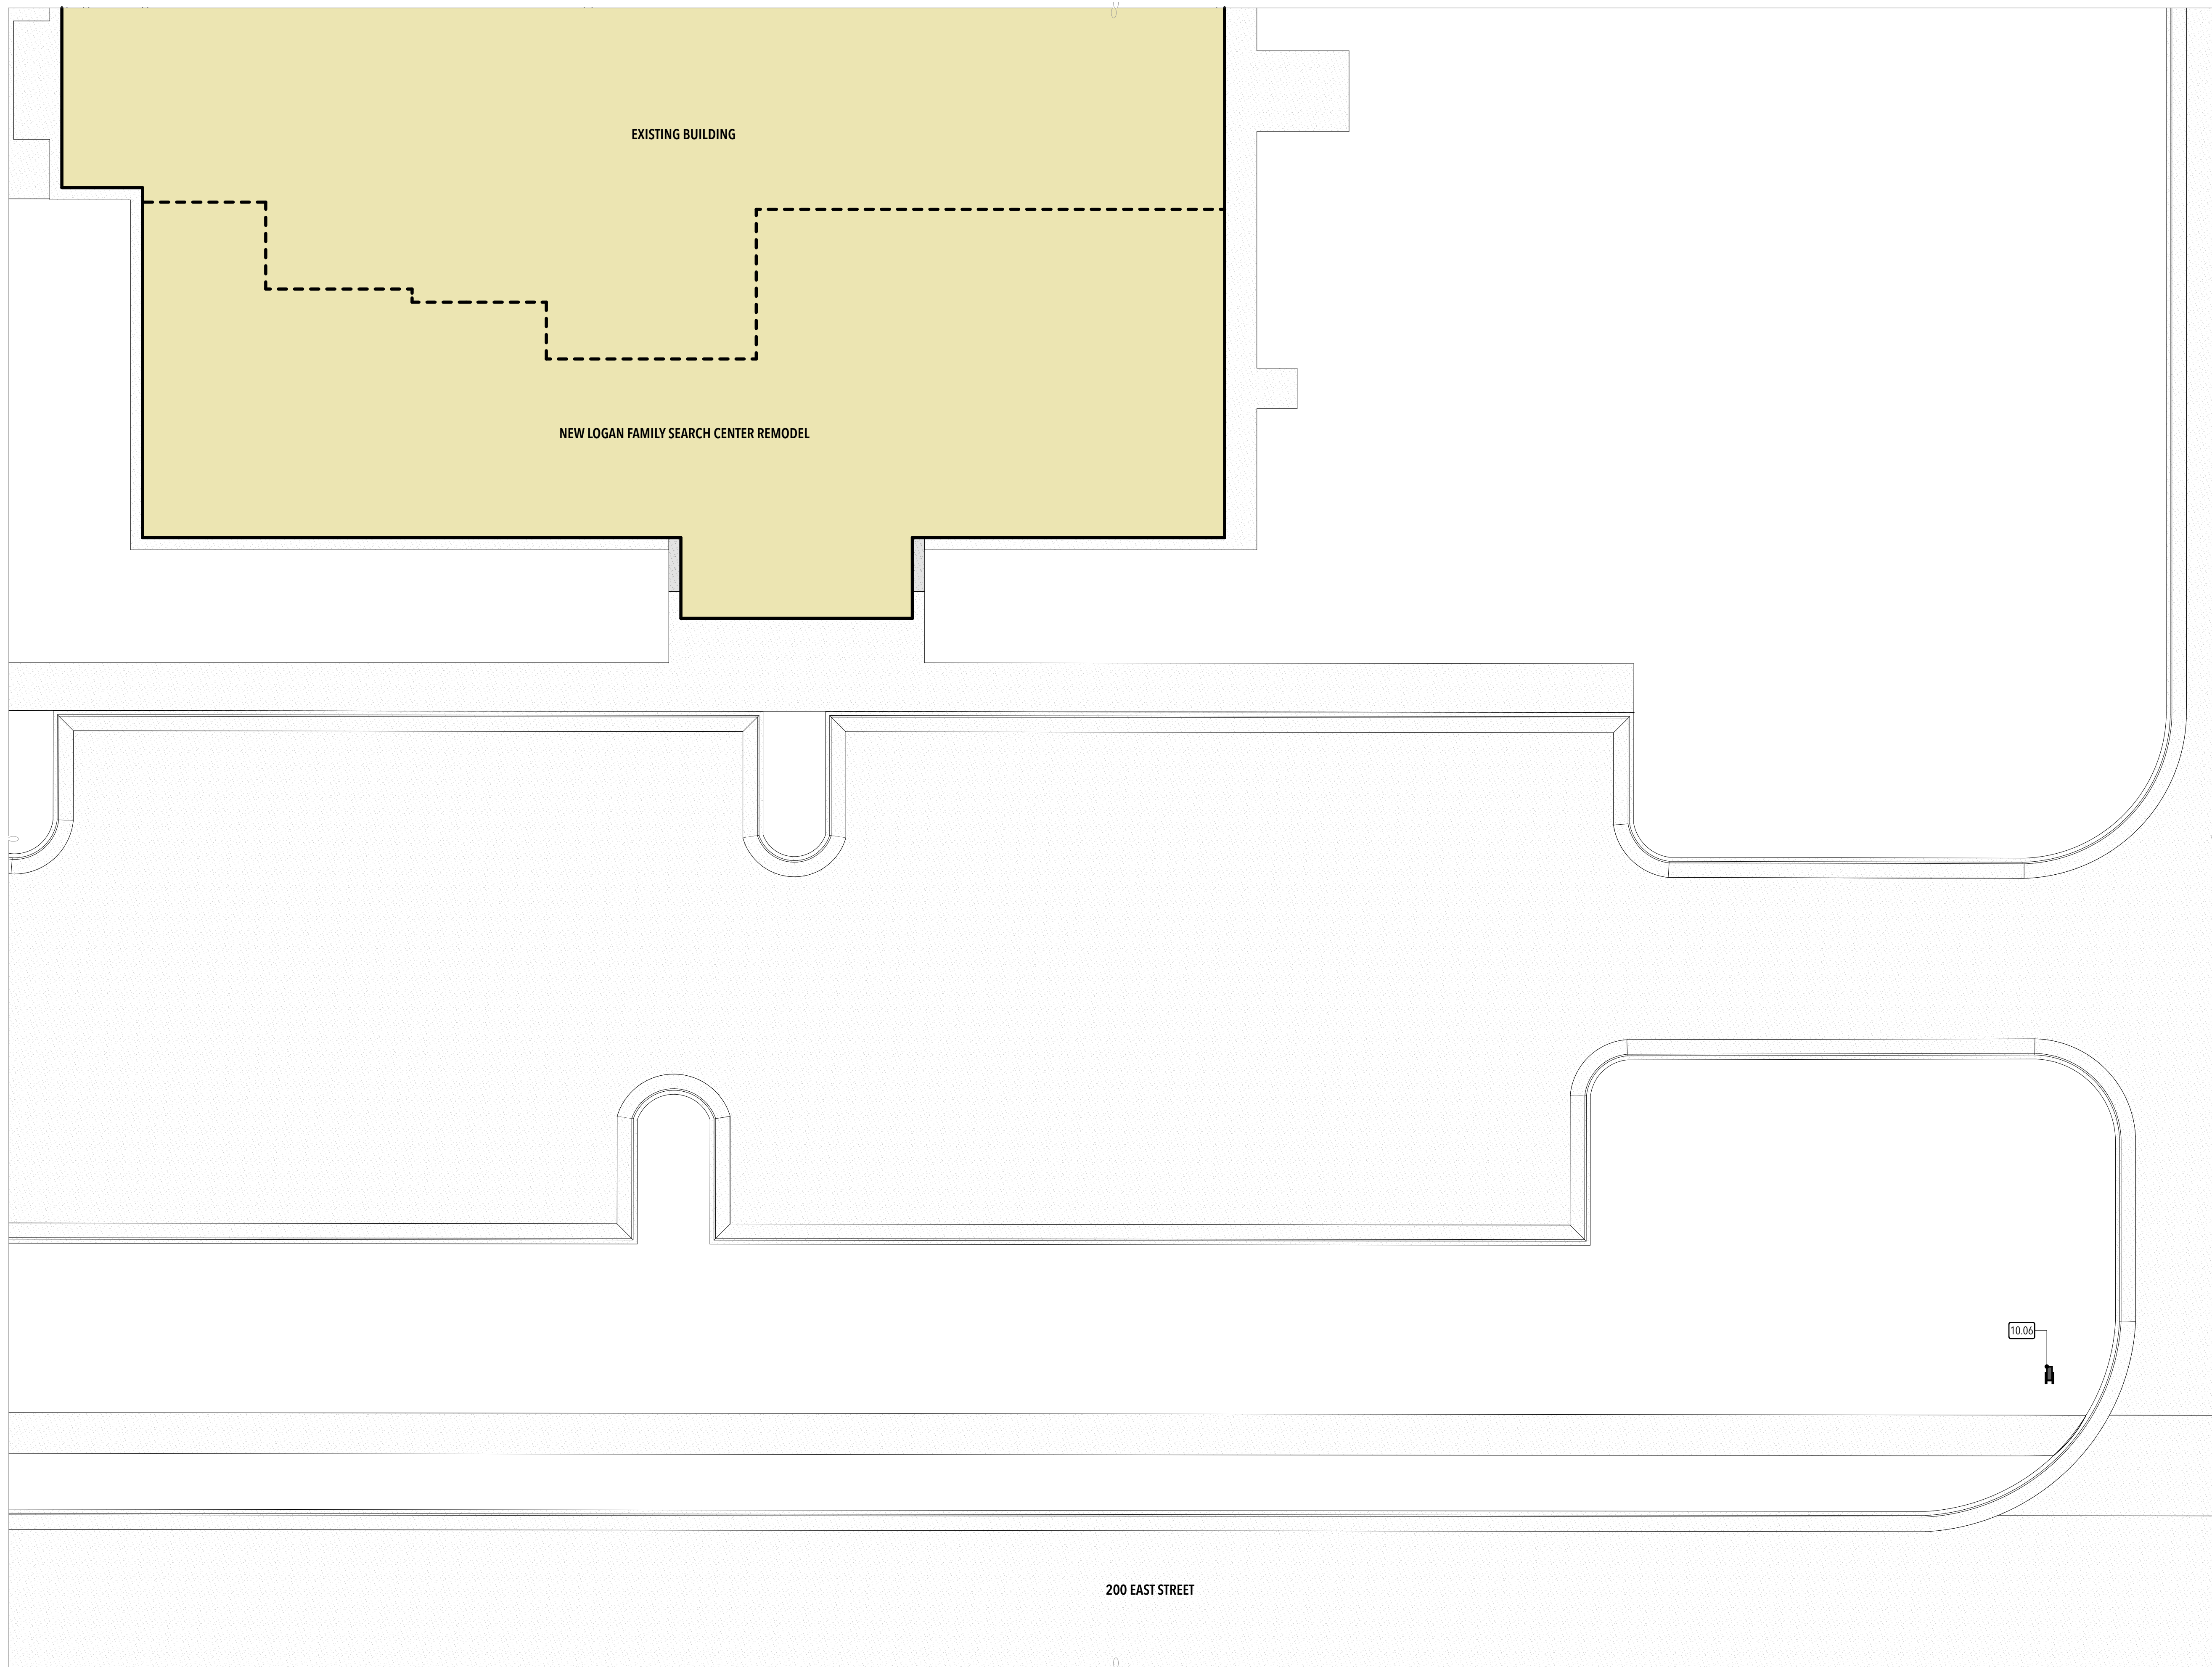 EXISTING BUILDING
NEW LOGAN FAMILY SEARCH CENTER REMODEL
10.06
200 EAST STREET